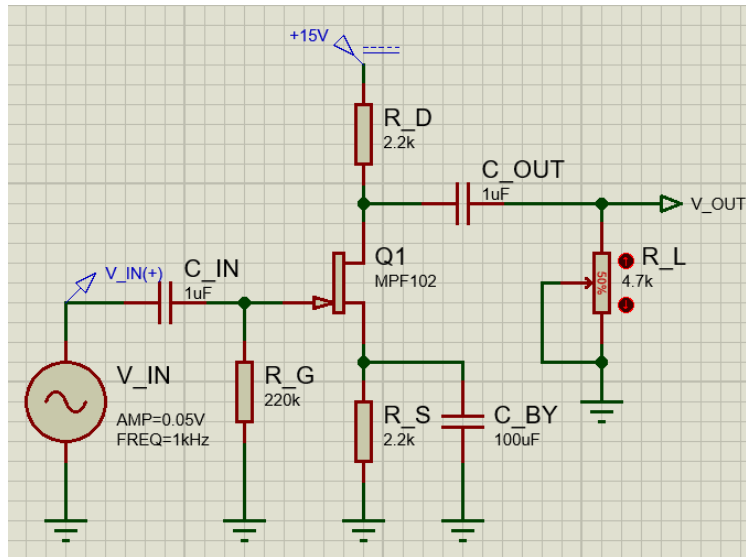 +15V
R_D
2.2k
C_OUT
1uF
V_OUT
Q1
MPF102
R_L
50%
4.7k
V_IN(+)
C_IN
1uF
V_IN
AMP=0.05V
FREQ=1kHz
R_G
220k
R_S
2.2k
C_BY
100uF